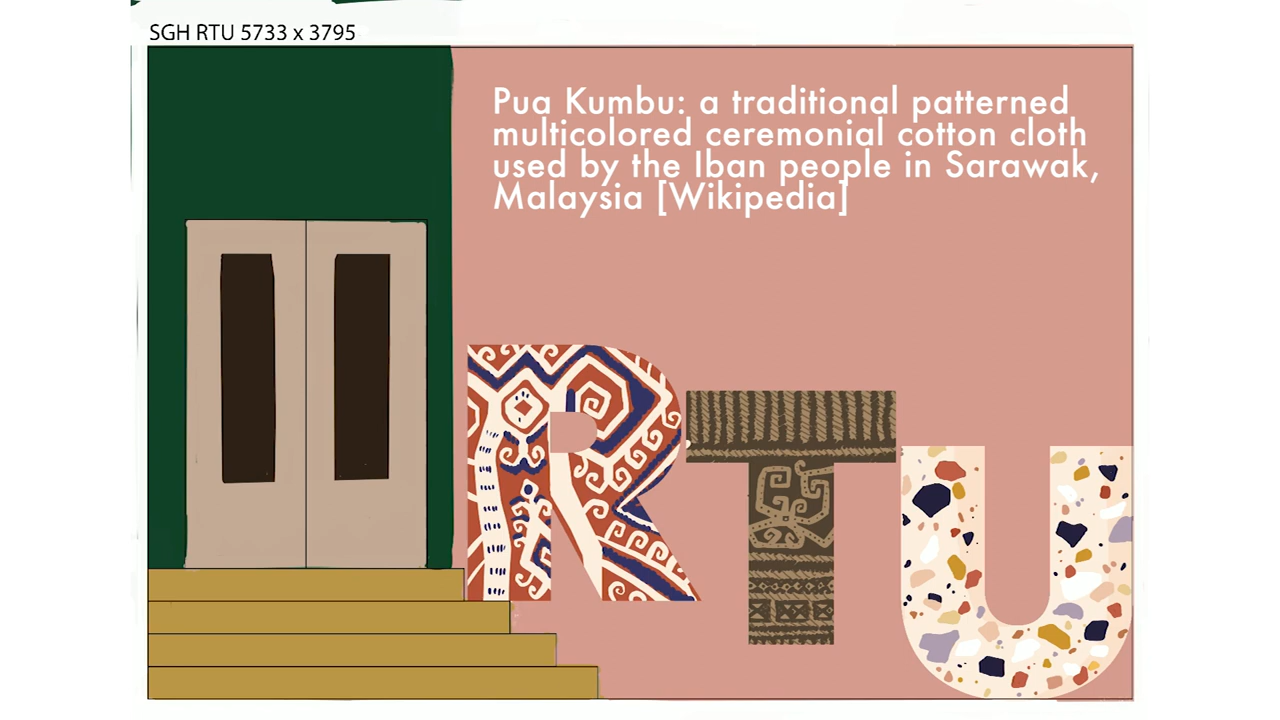 SGH RTU 5733 x 3795
Pua Kumbu: a traditional patterned
multicolored ceremonial cotton cloth
used by the Iban people in Sarawak,
Malaysia [Wikipedia]
RTU